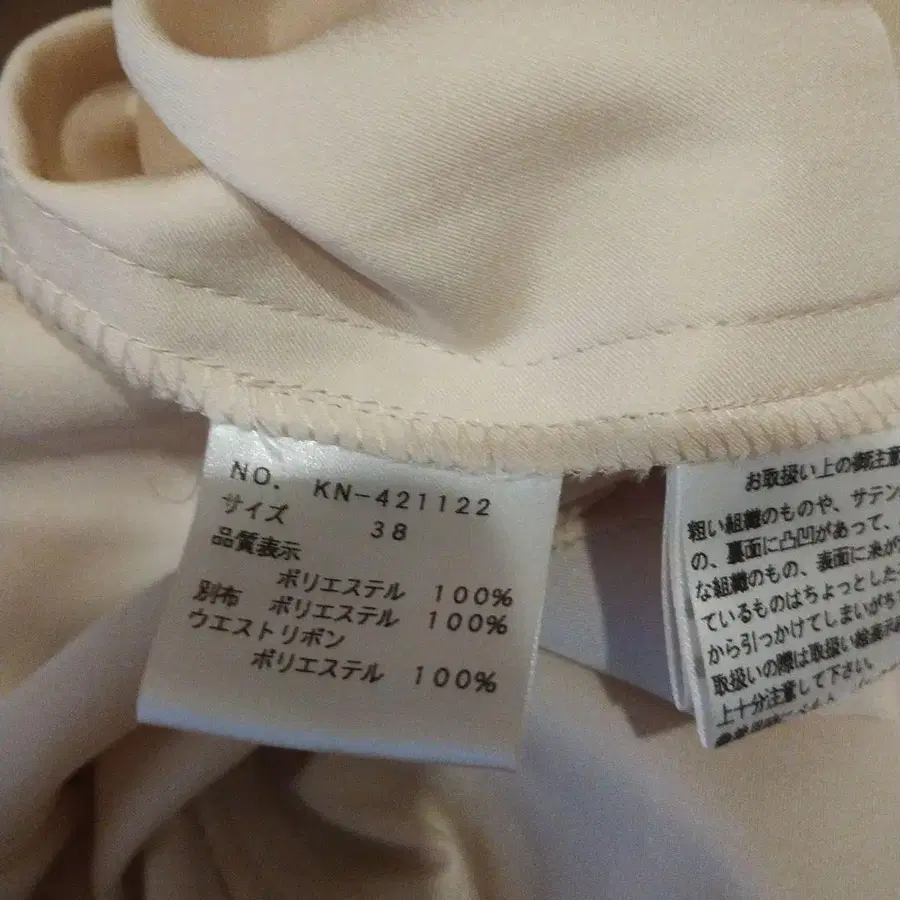 NO. KN-421122
サイズ 38
品質表示
ポリエステル 100%
別布 ポリエステル 100%
ウエストリボン
ポリエステル 100%
お取扱い上の御注意
粗い組織のものや、サテン
の、裏面に凸凹があって、
な組織のもの、表面に糸が
ているものはちょっとした
から引っかけてしまいがち
取扱いの際は取扱い絵表示
上十分注意して下さい。